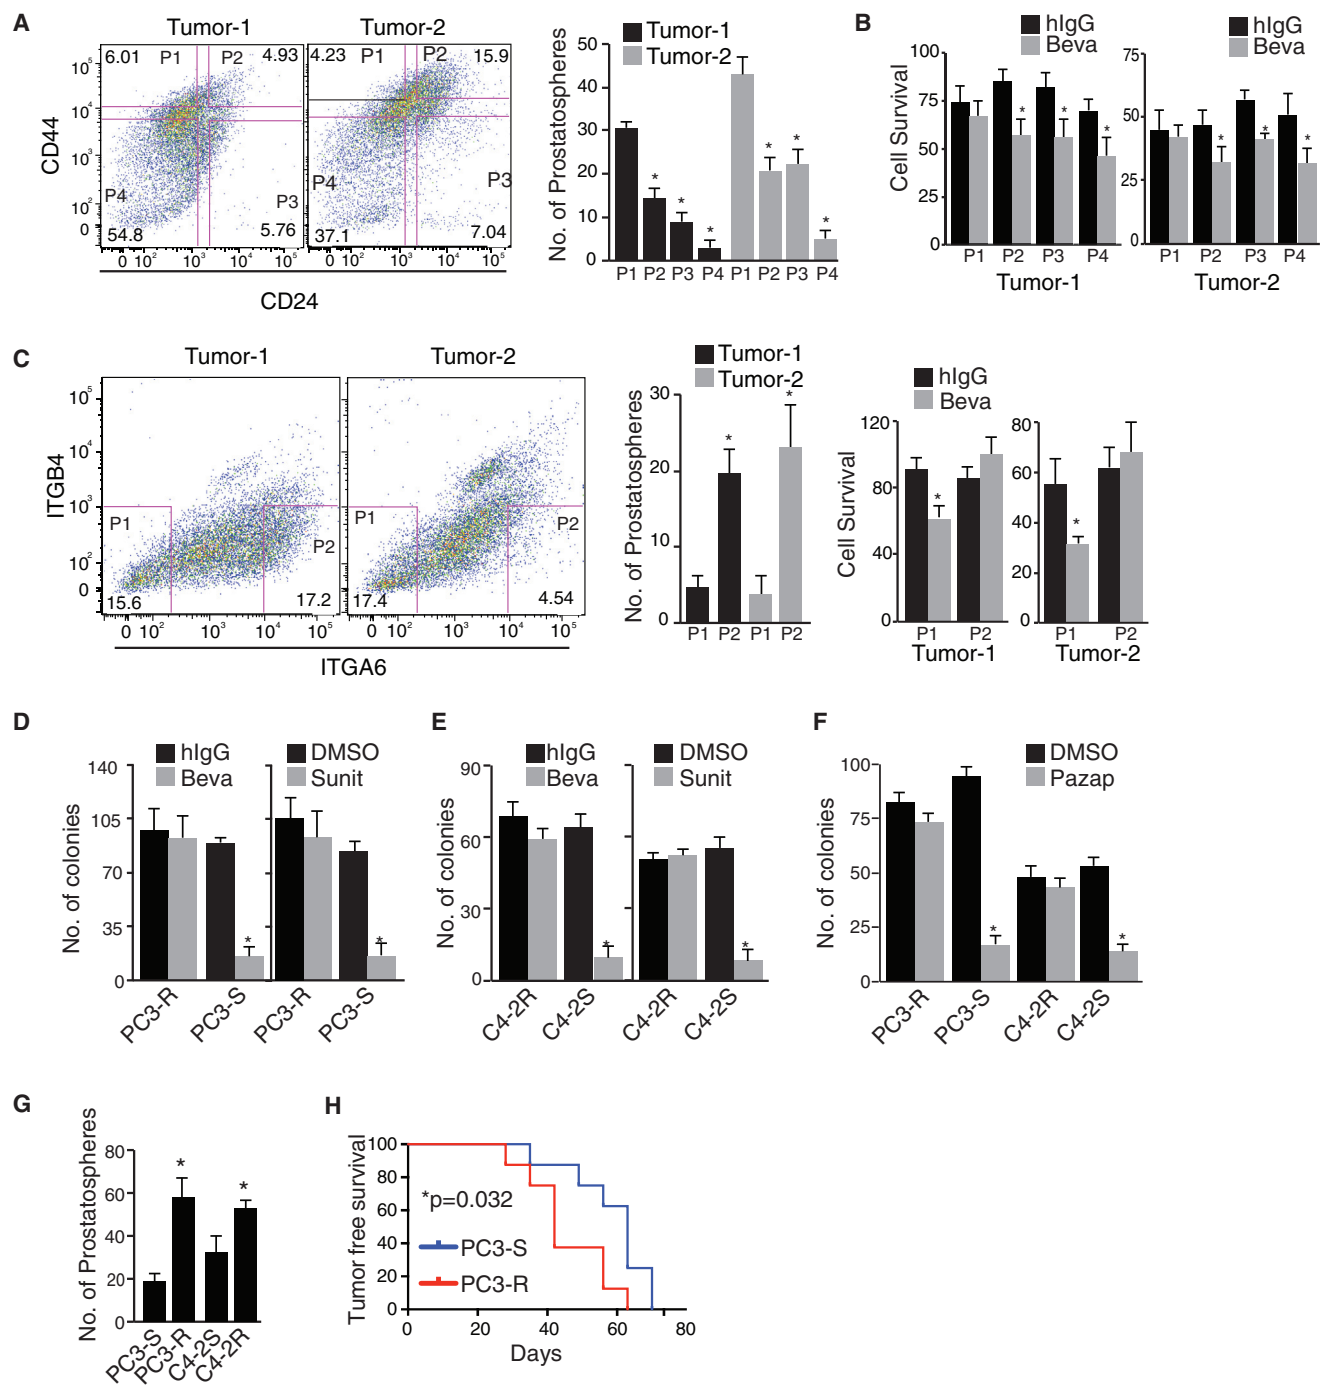 A
Tumor-1
Tumor-2
6.01 P1 P2 4.93
4.23 P1 P2 15.9
P4 P3
54.8 5.76
P4 P3
37.1 7.04
CD44
10^5
10^4
10^3
10^2
0
0 10^2 10^3 10^4 10^5
0 10^2 10^3 10^4 10^5
CD24
Tumor-1
Tumor-2
No. of Prostatospheres
50
40
30
20
10
0
* * * * * *
P1 P2 P3 P4 P1 P2 P3 P4
B
hIgG
Beva
hIgG
Beva
Cell Survival
100
75
50
25
0
* * *
P1 P2 P3 P4
Tumor-1
75
50
25
0
* * *
P1 P2 P3 P4
Tumor-2
C
Tumor-1
Tumor-2
ITGB4
10^5
10^4
10^3
10^2
0
P1 P2
15.6 17.2
P1 P2
17.4 4.54
0 10^2 10^3 10^4 10^5
0 10^2 10^3 10^4 10^5
ITGA6
Tumor-1
Tumor-2
No. of Prostatospheres
30
20
10
0
* *
P1 P2 P1 P2
hIgG
Beva
Cell Survival
120
80
40
0
*
P1 P2
Tumor-1
80
60
40
20
0
*
P1 P2
Tumor-2
D
hIgG
Beva
DMSO
Sunit
No. of colonies
140
105
70
35
0
* *
PC3-R PC3-S PC3-R PC3-S
E
hIgG
Beva
DMSO
Sunit
No. of colonies
90
60
30
0
* *
C4-2R C4-2S C4-2R C4-2S
F
DMSO
Pazap
No. of colonies
100
75
50
25
0
* *
PC3-R PC3-S C4-2R C4-2S
G
No. of Prostatospheres
80
60
40
20
0
* *
PC3-S PC3-R C4-2S C4-2R
H
Tumor free survival
100
80
60
40
20
0
*p=0.032
PC3-S
PC3-R
0 20 40 60 80
Days